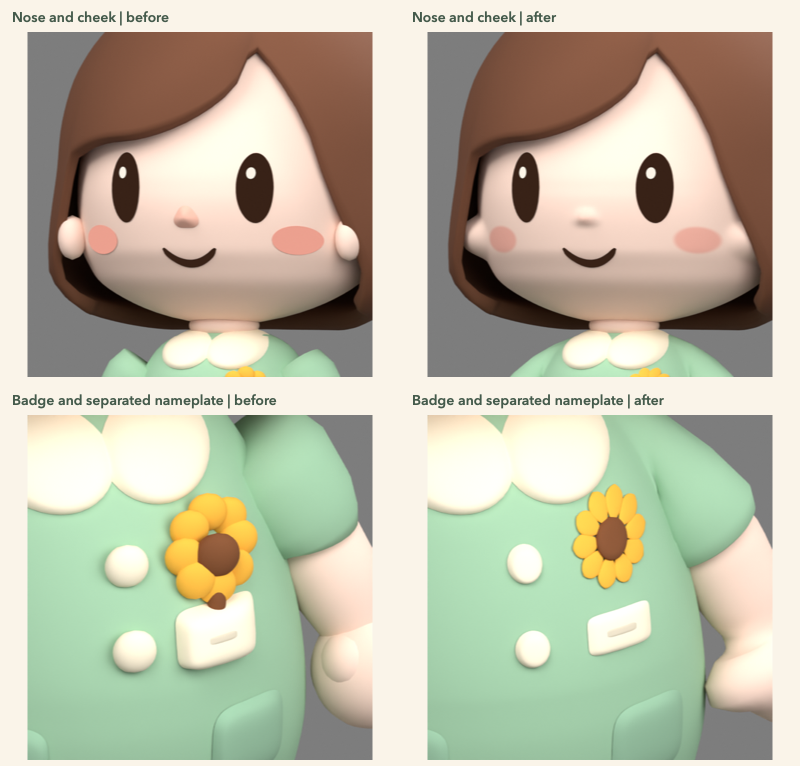 Nose and cheek | before
Nose and cheek | after
Badge and separated nameplate | before
Badge and separated nameplate | after